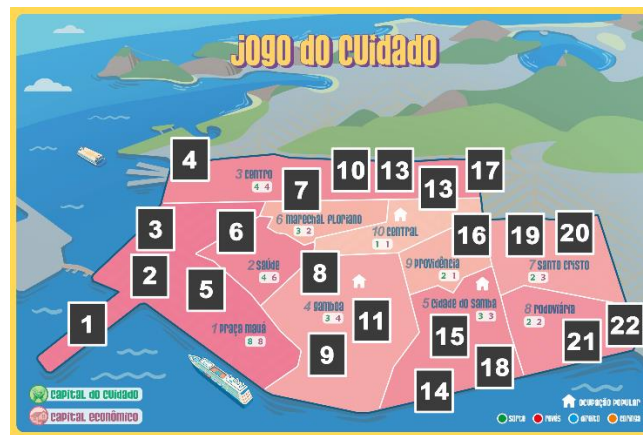 JOGO DO CUIDADO
4
3 CENTRO
4 4
7
10
13
13
17
3
6
6 MARECHAL FLORIANO
3 2
10 CENTRAL
1 1
16
19
20
2
5
2 SAÚDE
4 6
8
9 PROVIDÊNCIA
2 1
7 SANTO CRISTO
2 3
1
1 PRAÇA MAUÁ
8 8
4 GAMBOA
3 4
11
9
5 CIDADE DO SAMBA
3 3
15
8 RODOVIÁRIA
2 2
21
22
14
18
CAPITAL DO CUIDADO
CAPITAL ECONÔMICO
OCUPAÇÃO POPULAR
SORTE REVÉS DIREITO